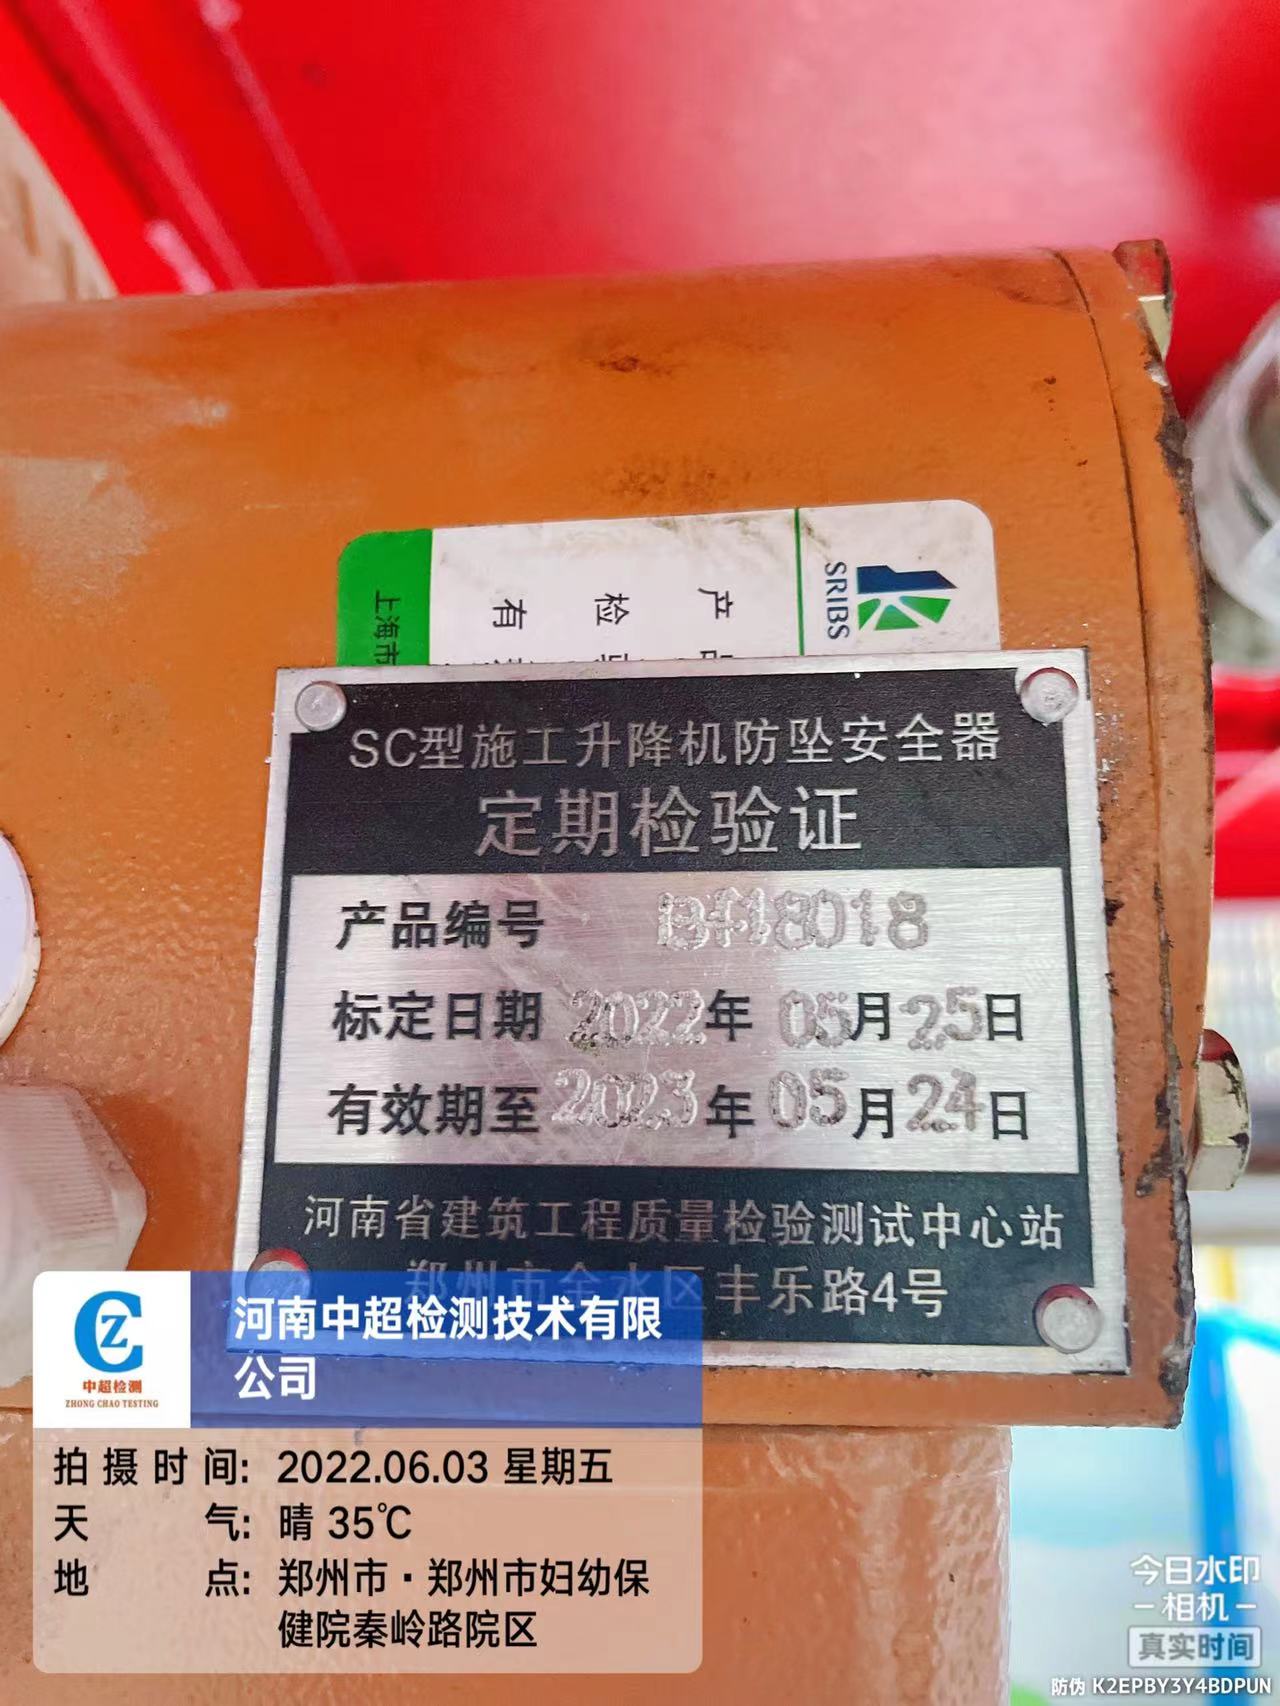 SRIBS
产
检
有
上海市
SC型施工升降机防坠安全器
定期检验证
产品编号
标定日期 2022年 05月25日
有效期至 2023年 05月24日
河南省建筑工程质量检验测试中心站
郑州市金水区丰乐路4号
CZ
中超检测
ZHONG CHAO TESTING
河南中超检测技术有限
公司
拍摄时间: 2022.06.03 星期五
天气: 晴 35℃
地点: 郑州市·郑州市妇幼保
健院秦岭路院区
今日水印
相机
真实时间
防伪 K2EPBY3Y4BDPUN